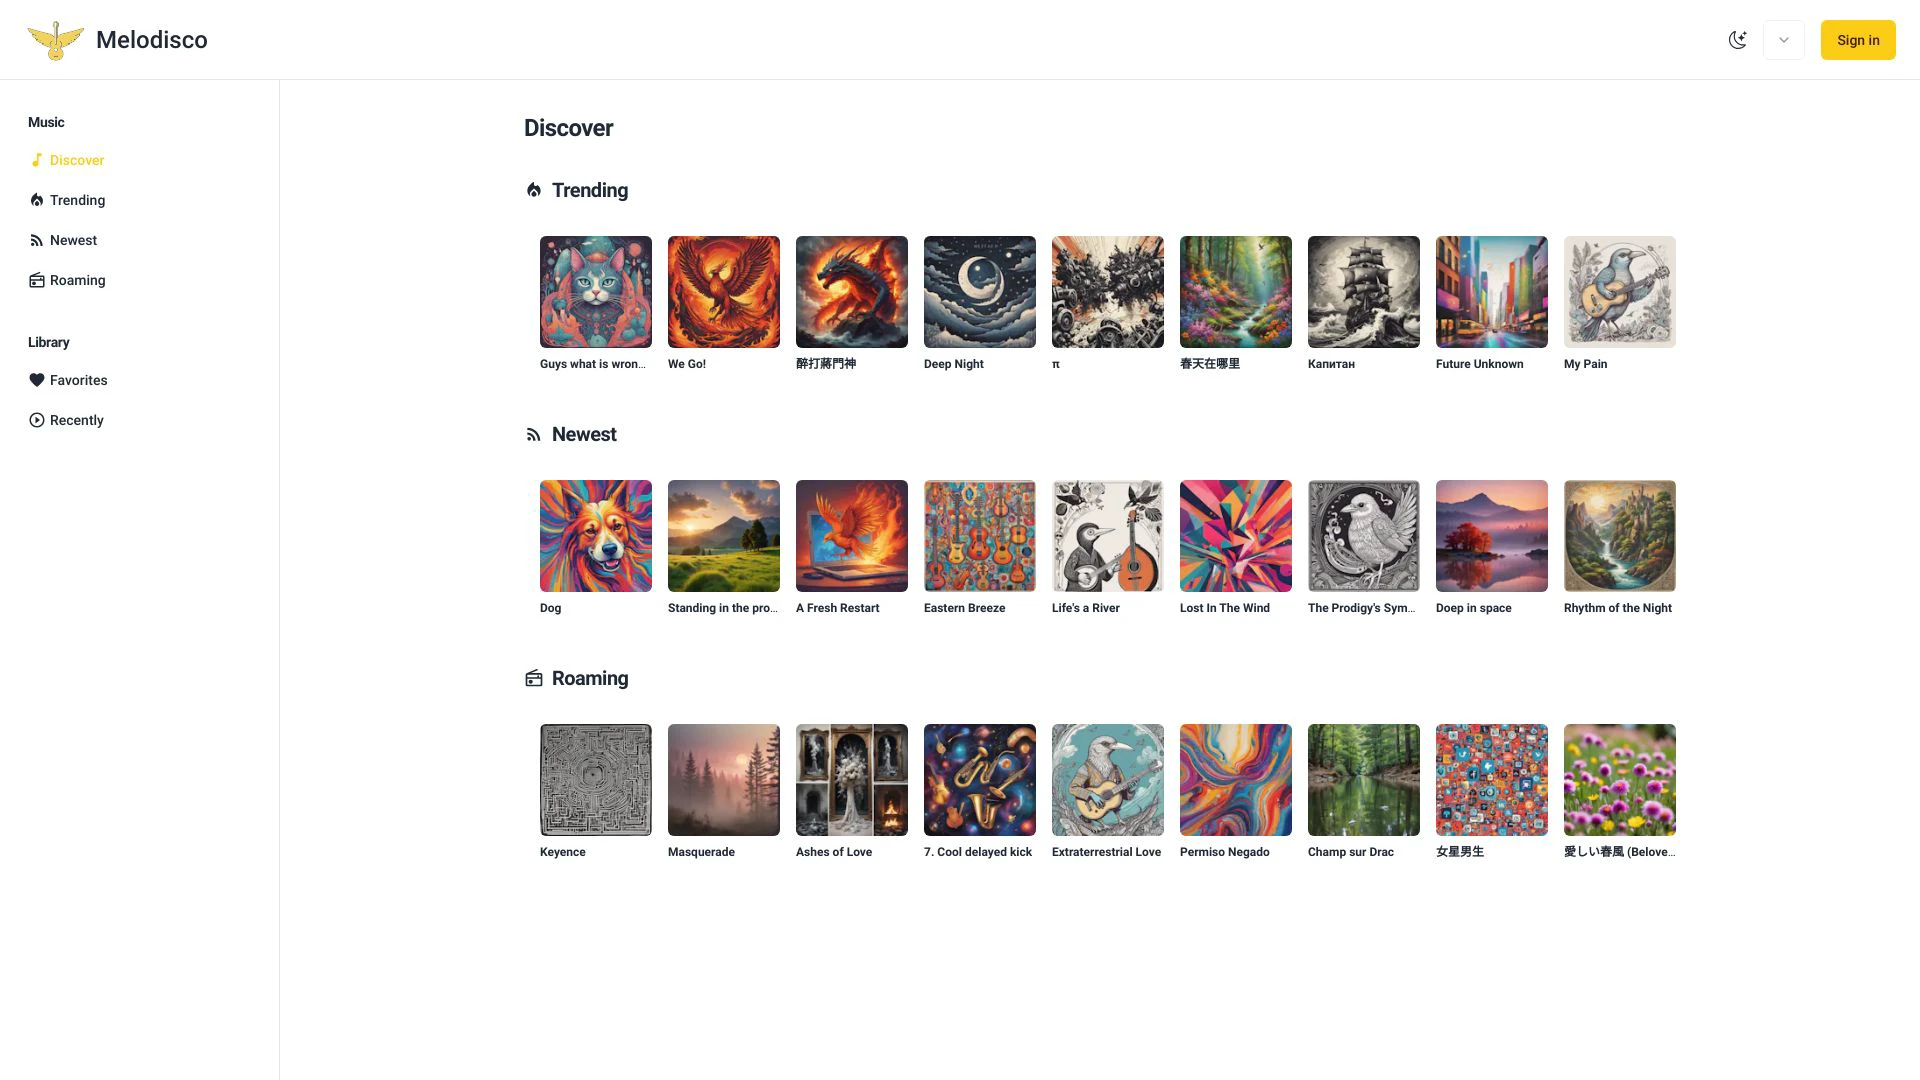 Melodisco
Sign in
Music
Discover
Trending
Newest
Roaming
Library
Favorites
Recently
Discover
Trending
Guys what is wron...
We Go!
醉打蔣門神
Deep Night
π
春天在哪里
Капитан
Future Unknown
My Pain
Newest
Dog
Standing in the pro...
A Fresh Restart
Eastern Breeze
Life's a River
Lost In The Wind
The Prodigy's Sym...
Doep in space
Rhythm of the Night
Roaming
Keyence
Masquerade
Ashes of Love
7. Cool delayed kick
Extraterrestrial Love
Permiso Negado
Champ sur Drac
女星男生
愛しい春風 (Belove...